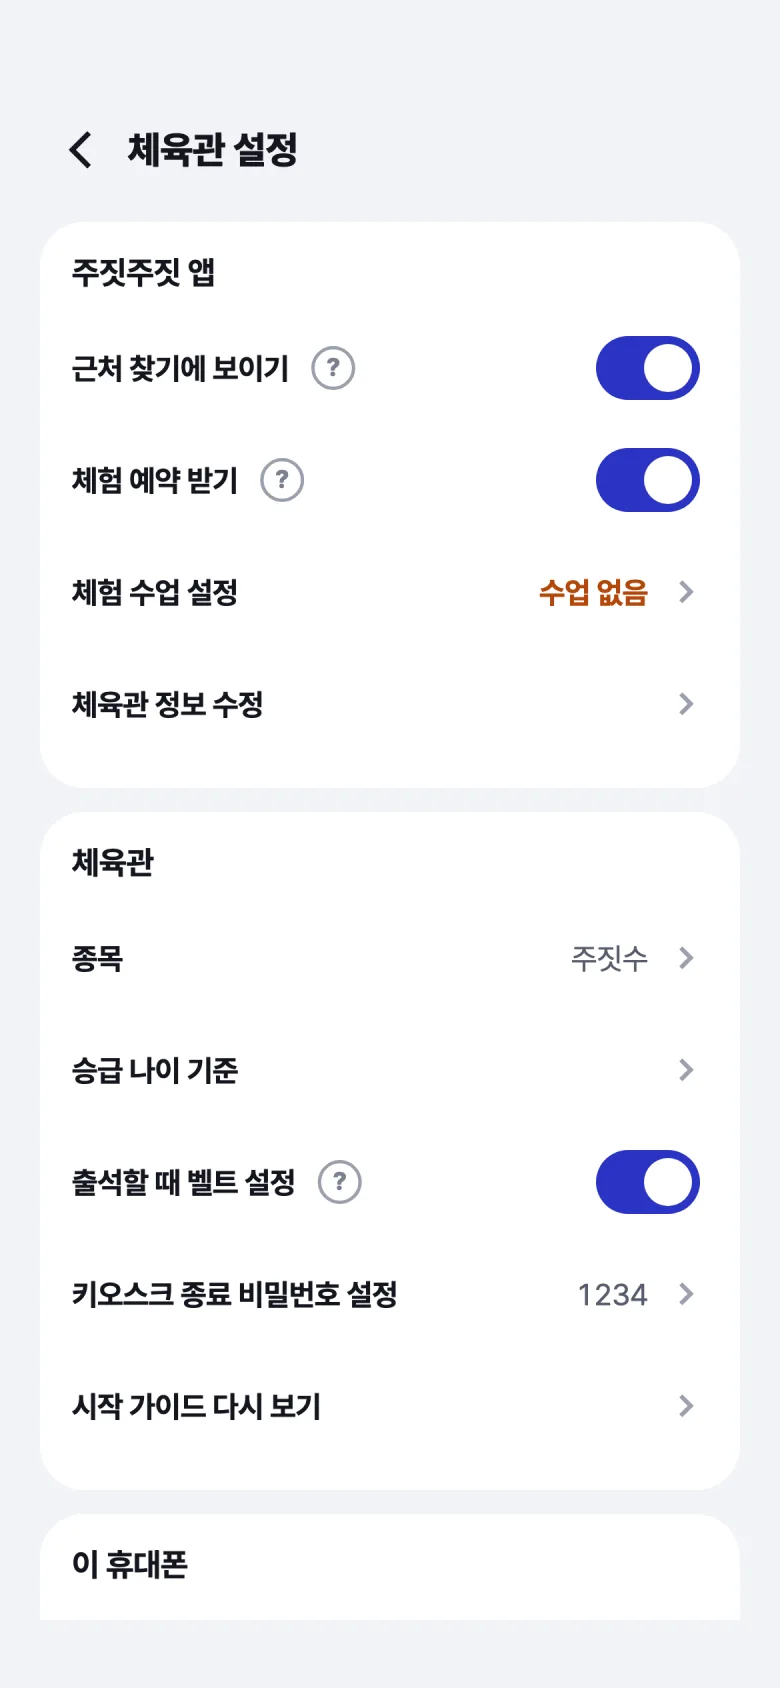 체육관 설정
주짓주짓 앱
근처 찾기에 보이기 ?
체험 예약 받기 ?
체험 수업 설정 수업 없음
체육관 정보 수정
체육관
종목 주짓수
승급 나이 기준
출석할 때 벨트 설정 ?
키오스크 종료 비밀번호 설정 1234
시작 가이드 다시 보기
이 휴대폰